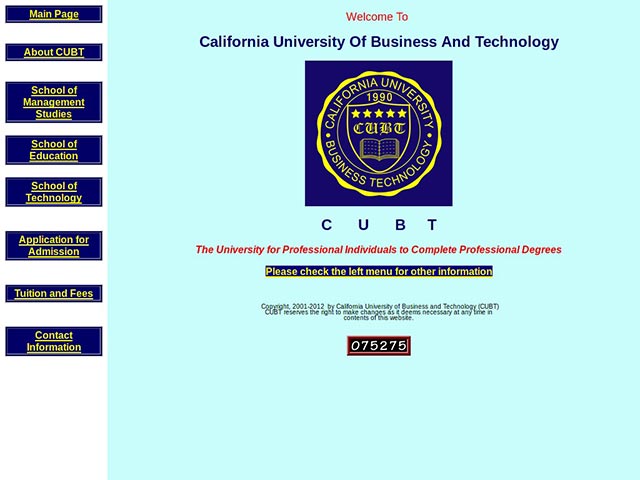 Main Page
About CUBT
School of
Management
Studies
School of
Education
School of
Technology
Application for
Admission
Tuition and Fees
Contact
Information
Welcome To
California University Of Business And Technology
CALIFORNIA UNIVERSITY
1990
CUBT
BUSINESS TECHNOLOGY
C U B T
The University for Professional Individuals to Complete Professional Degrees
Please check the left menu for other information
Copyright, 2001-2012 by California University of Business and Technology (CUBT)
CUBT reserves the right to make changes as it deems necessary at any time in
contents of this website.
075275